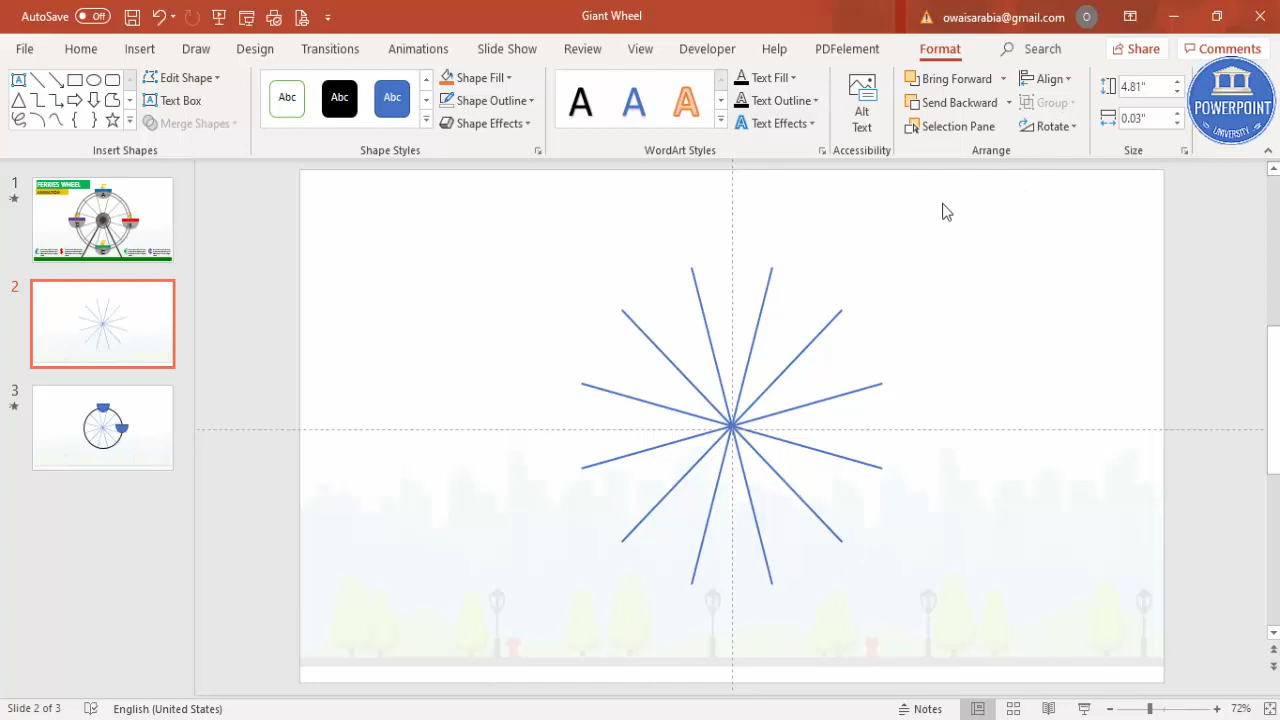 AutoSave Off Giant Wheel owaisarabia@gmail.com O
File Home Insert Draw Design Transitions Animations Slide Show Review View Developer Help PDFelement Format Search Share Comments
Edit Shape
Text Box
Merge Shapes
Insert Shapes
Abc Abc Abc
Shape Fill
Shape Outline
Shape Effects
Shape Styles
A A A
Text Fill
Text Outline
Text Effects
WordArt Styles
Alt
Text
Accessibility
Bring Forward
Send Backward
Selection Pane
Align
Group
Rotate
Arrange
4.81"
0.03"
Size
POWERPOINT
UNIVERSITY
1
FERRIES WHEEL
ANIMATION
2
3
Slide 2 of 3 English (United States) Notes 72%